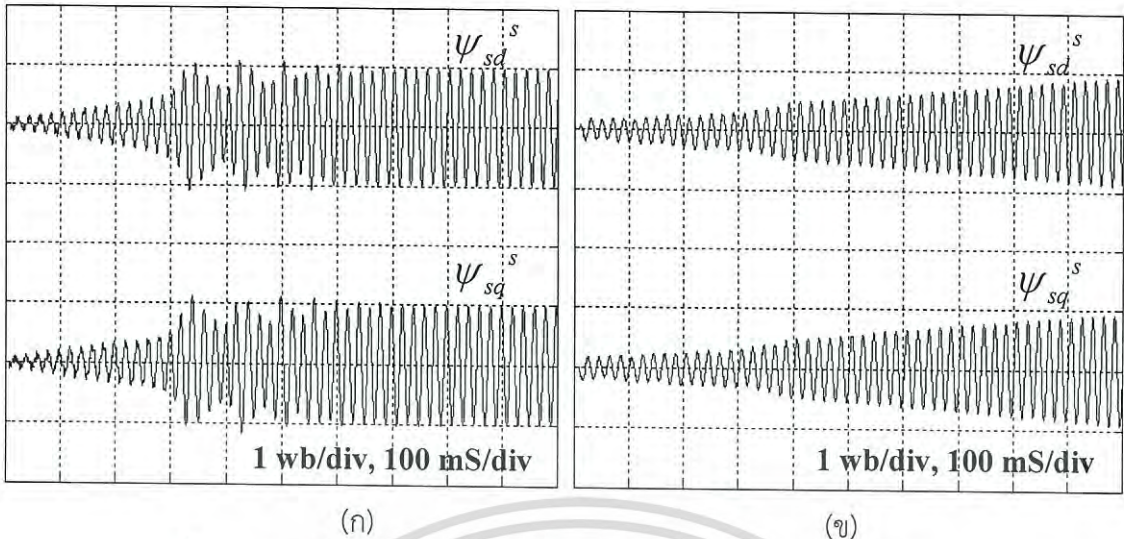 ψsd^s
ψsq^s
1 wb/div, 100 mS/div
(ก)
ψsd^s
ψsq^s
1 wb/div, 100 mS/div
(ข)